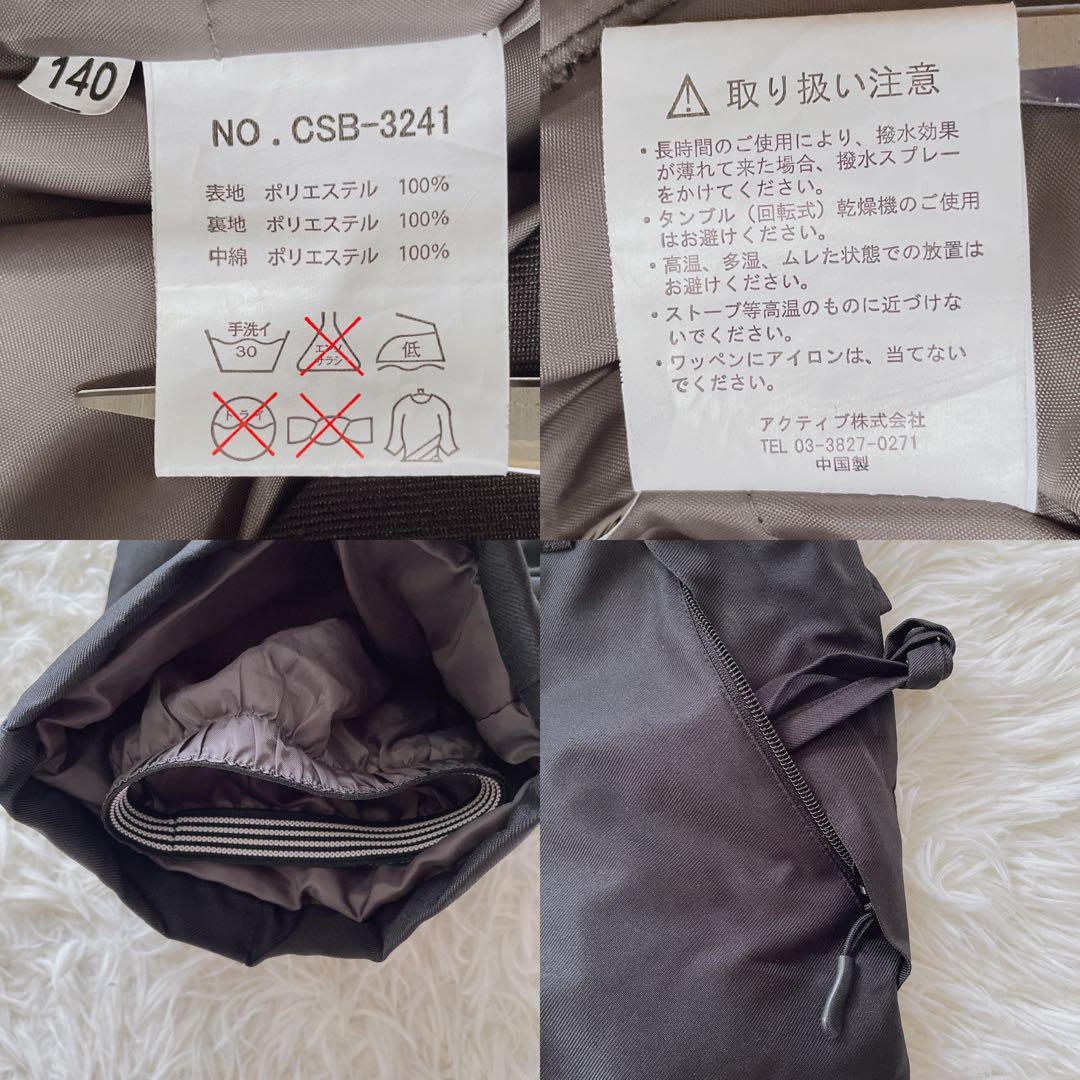 140
NO.CSB-3241
表地 ポリエステル 100%
裏地 ポリエステル 100%
中綿 ポリエステル 100%
手洗イ
30
エンソ
サラシ
低
ドライ
取り扱い注意
・長時間のご使用により、撥水効果
が薄れて来た場合、撥水スプレー
をかけてください。
・タンブル（回転式）乾燥機のご使用
はお避けください。
・高温、多湿、ムレた状態での放置は
お避けください。
・ストーブ等高温のものに近づけな
いでください。
・ワッペンにアイロンは、当てない
でください。
アクティブ株式会社
TEL 03-3827-0271
中国製